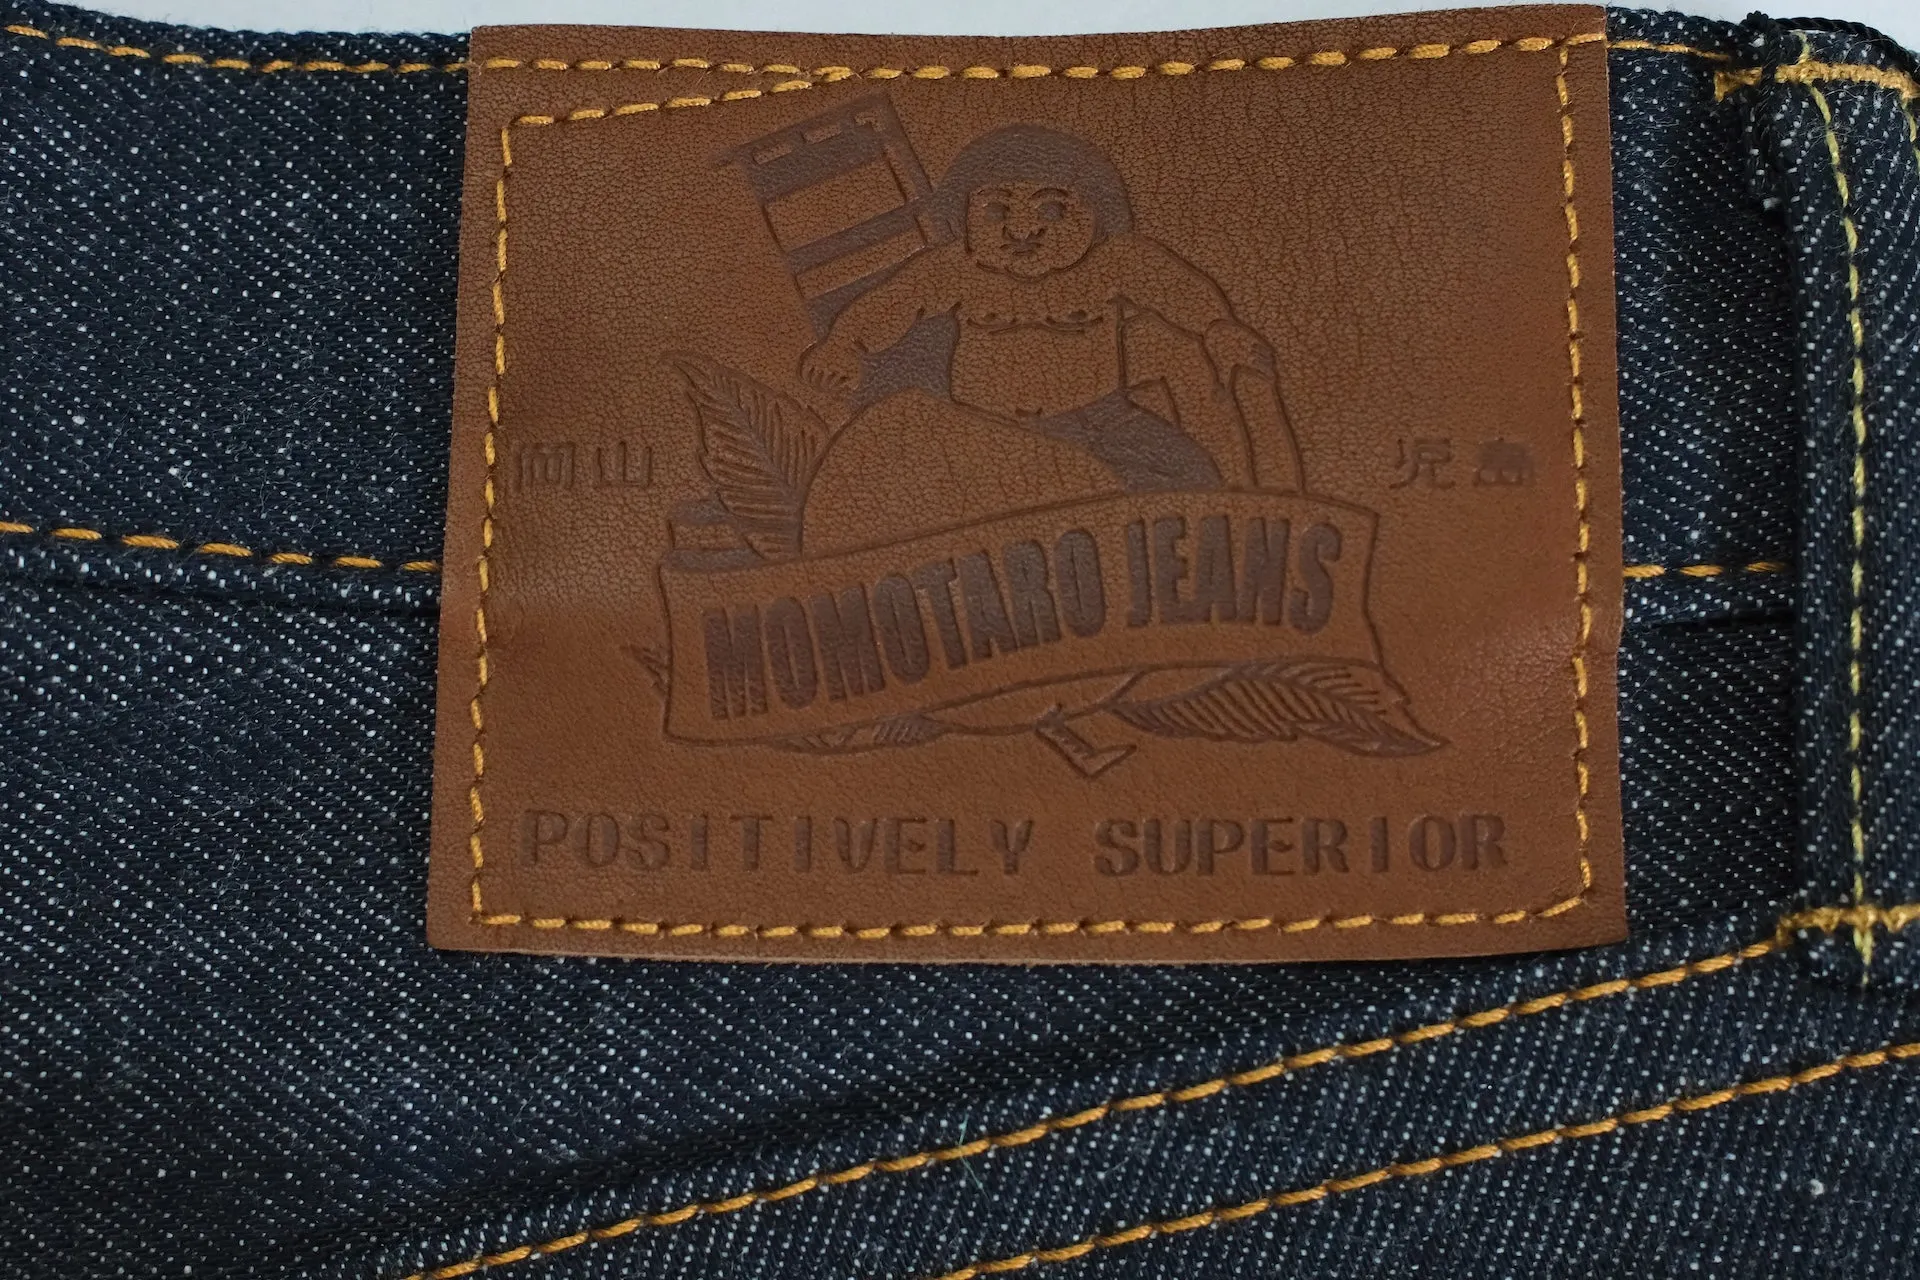 岡山 児島
MOMOTARO JEANS
POSITIVELY SUPERIOR